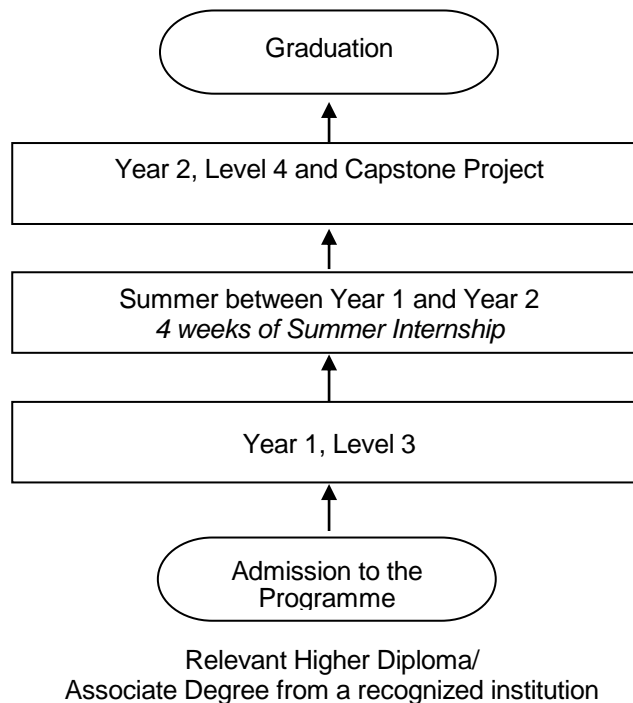 Graduation
Year 2, Level 4 and Capstone Project
Summer between Year 1 and Year 2
4 weeks of Summer Internship
Year 1, Level 3
Admission to the
Programme
Relevant Higher Diploma/
Associate Degree from a recognized institution